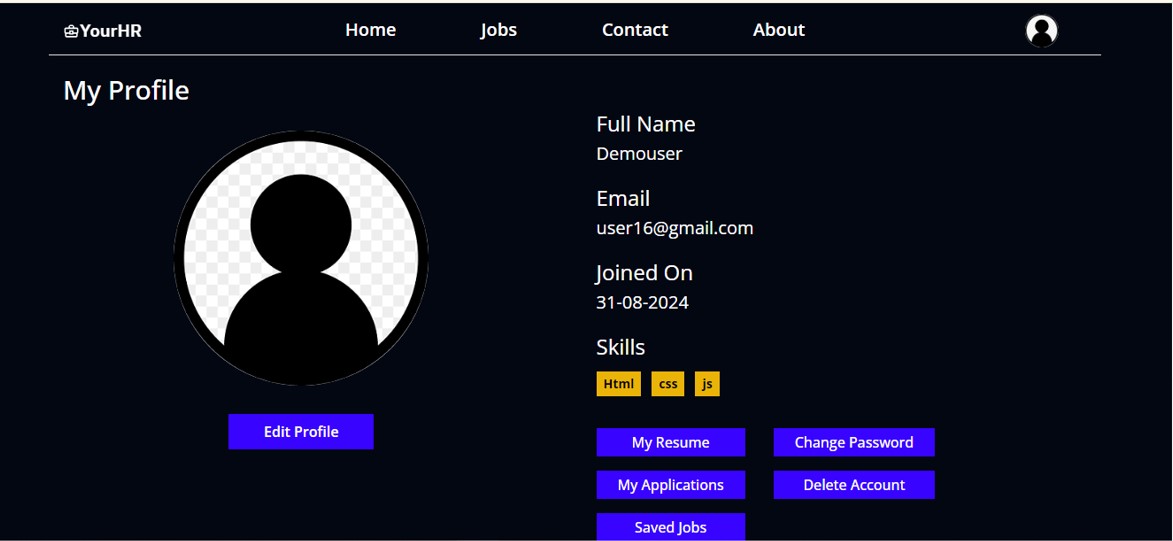 YourHR Home Jobs Contact About
My Profile
Full Name
Demouser
Email
user16@gmail.com
Joined On
31-08-2024
Skills
Html css js
Edit Profile
My Resume Change Password
My Applications Delete Account
Saved Jobs